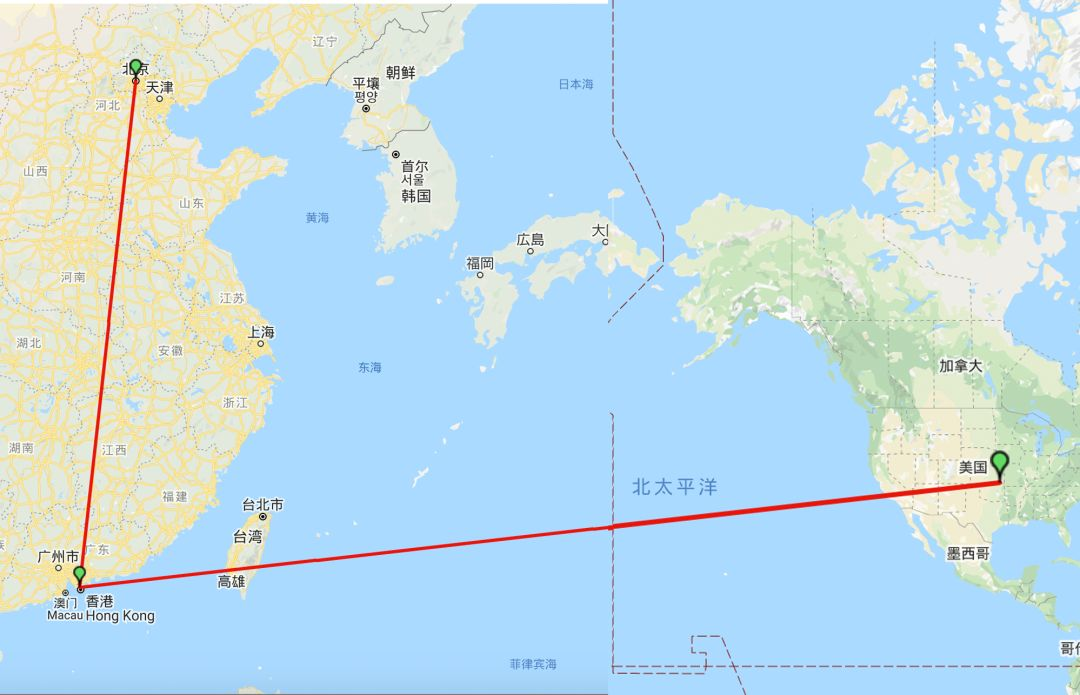 辽宁
北京
朝鲜
天津
平壤
평양
日本海
河北
首尔
서울
韩国
山西
山东
黄海
広島
福冈
河南
江苏
上海
湖北
安徽
东海
加拿大
浙江
湖南
江西
美国
北太平洋
福建
台北市
台湾
广州市
广东
墨西哥
高雄
香港
澳门
Macau
Hong Kong
菲律宾海